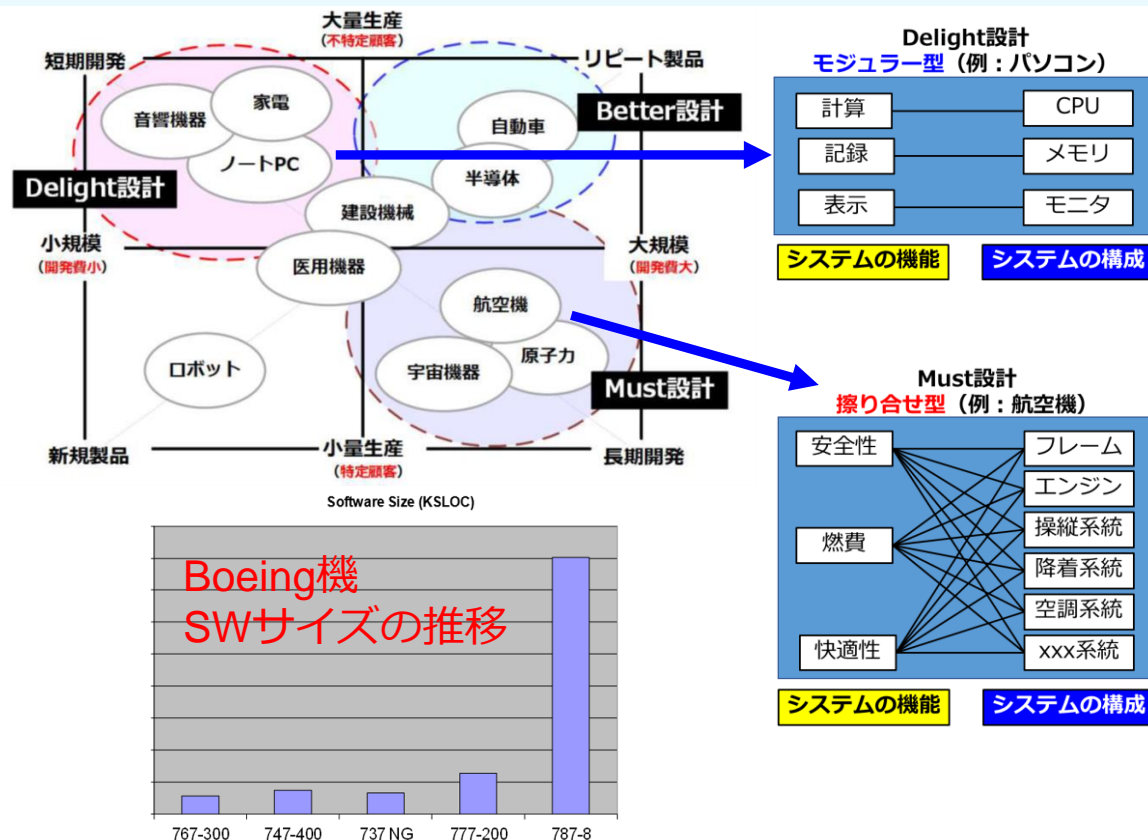 大量生産
(不特定顧客)
短期開発
リピート製品
家電
音響機器
ノートPC
自動車
Better設計
半導体
Delight設計
建設機械
小規模
(開発費小)
大規模
(開発費大)
医用機器
航空機
原子力
宇宙機器
ロボット
Must設計
新規製品
小量生産
(特定顧客)
長期開発
Delight設計
モジュラー型（例：パソコン）
計算
CPU
記録
メモリ
表示
モニタ
システムの機能
システムの構成
Must設計
擦り合せ型（例：航空機）
安全性
燃費
快適性
フレーム
エンジン
操縦系統
降着系統
空調系統
xxx系統
システムの機能
システムの構成
Software Size (KSLOC)
Boeing機
SWサイズの推移
767-300
747-400
737 NG
777-200
787-8